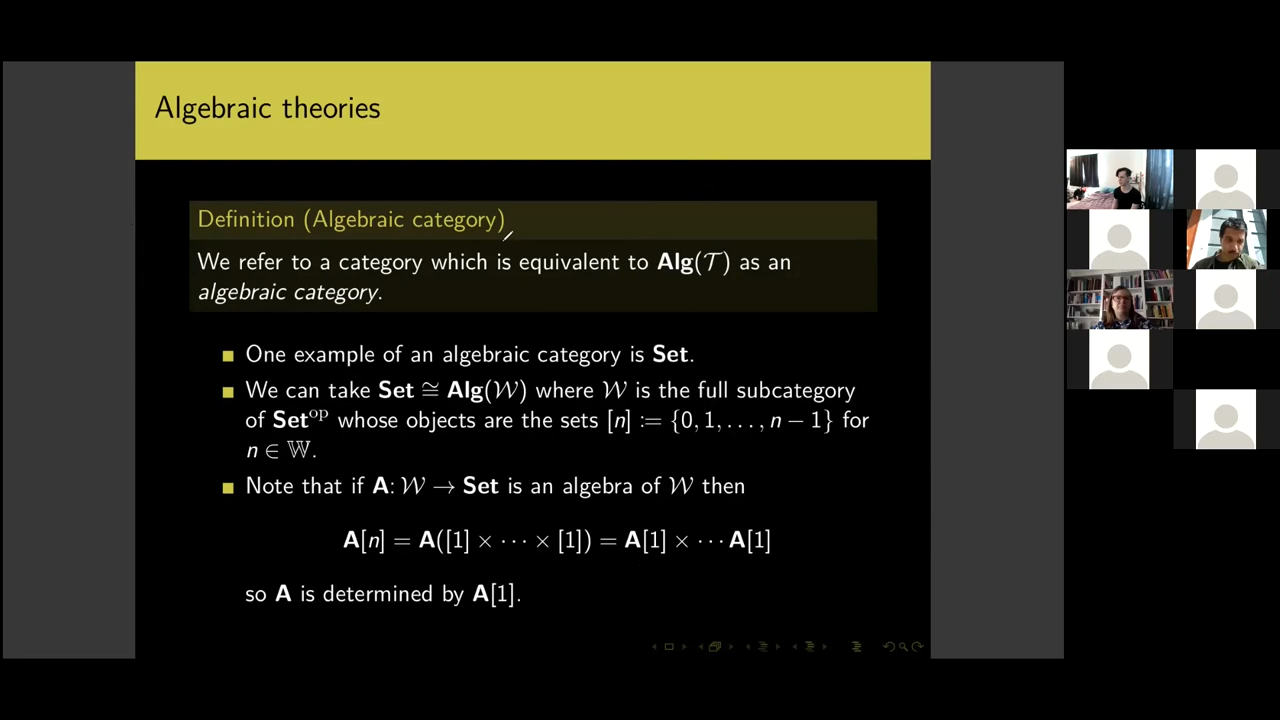 Algebraic theories
Definition (Algebraic category)
We refer to a category which is equivalent to Alg(𝒯) as an
algebraic category.
One example of an algebraic category is Set.
We can take Set ≅ Alg(𝒲) where 𝒲 is the full subcategory
of Setᵒᵖ whose objects are the sets [n] := {0, 1, . . . , n − 1} for
n ∈ 𝕎.
Note that if A: 𝒲 → Set is an algebra of 𝒲 then
A[n] = A([1] × ⋯ × [1]) = A[1] × ⋯ A[1]
so A is determined by A[1].